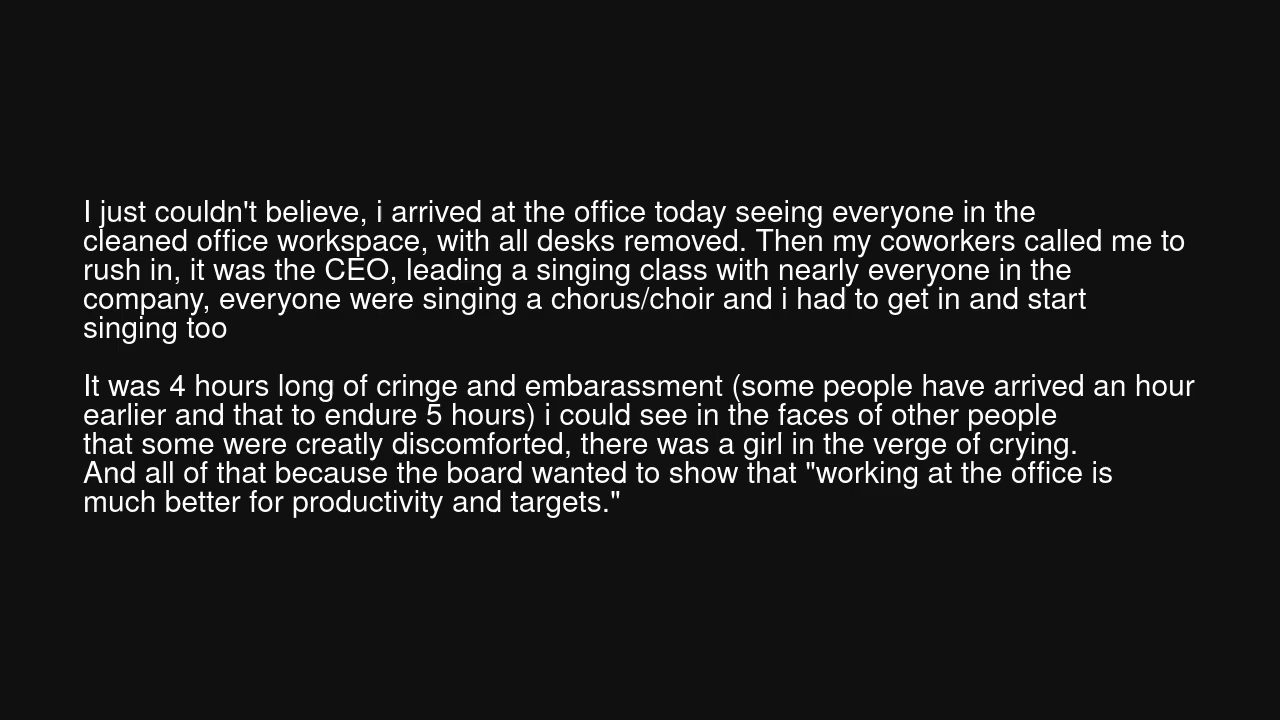 I just couldn't believe, i arrived at the office today seeing everyone in the
cleaned office workspace, with all desks removed. Then my coworkers called me to
rush in, it was the CEO, leading a singing class with nearly everyone in the
company, everyone were singing a chorus/choir and i had to get in and start
singing too
It was 4 hours long of cringe and embarassment (some people have arrived an hour
earlier and that to endure 5 hours) i could see in the faces of other people
that some were creatly discomforted, there was a girl in the verge of crying.
And all of that because the board wanted to show that "working at the office is
much better for productivity and targets."